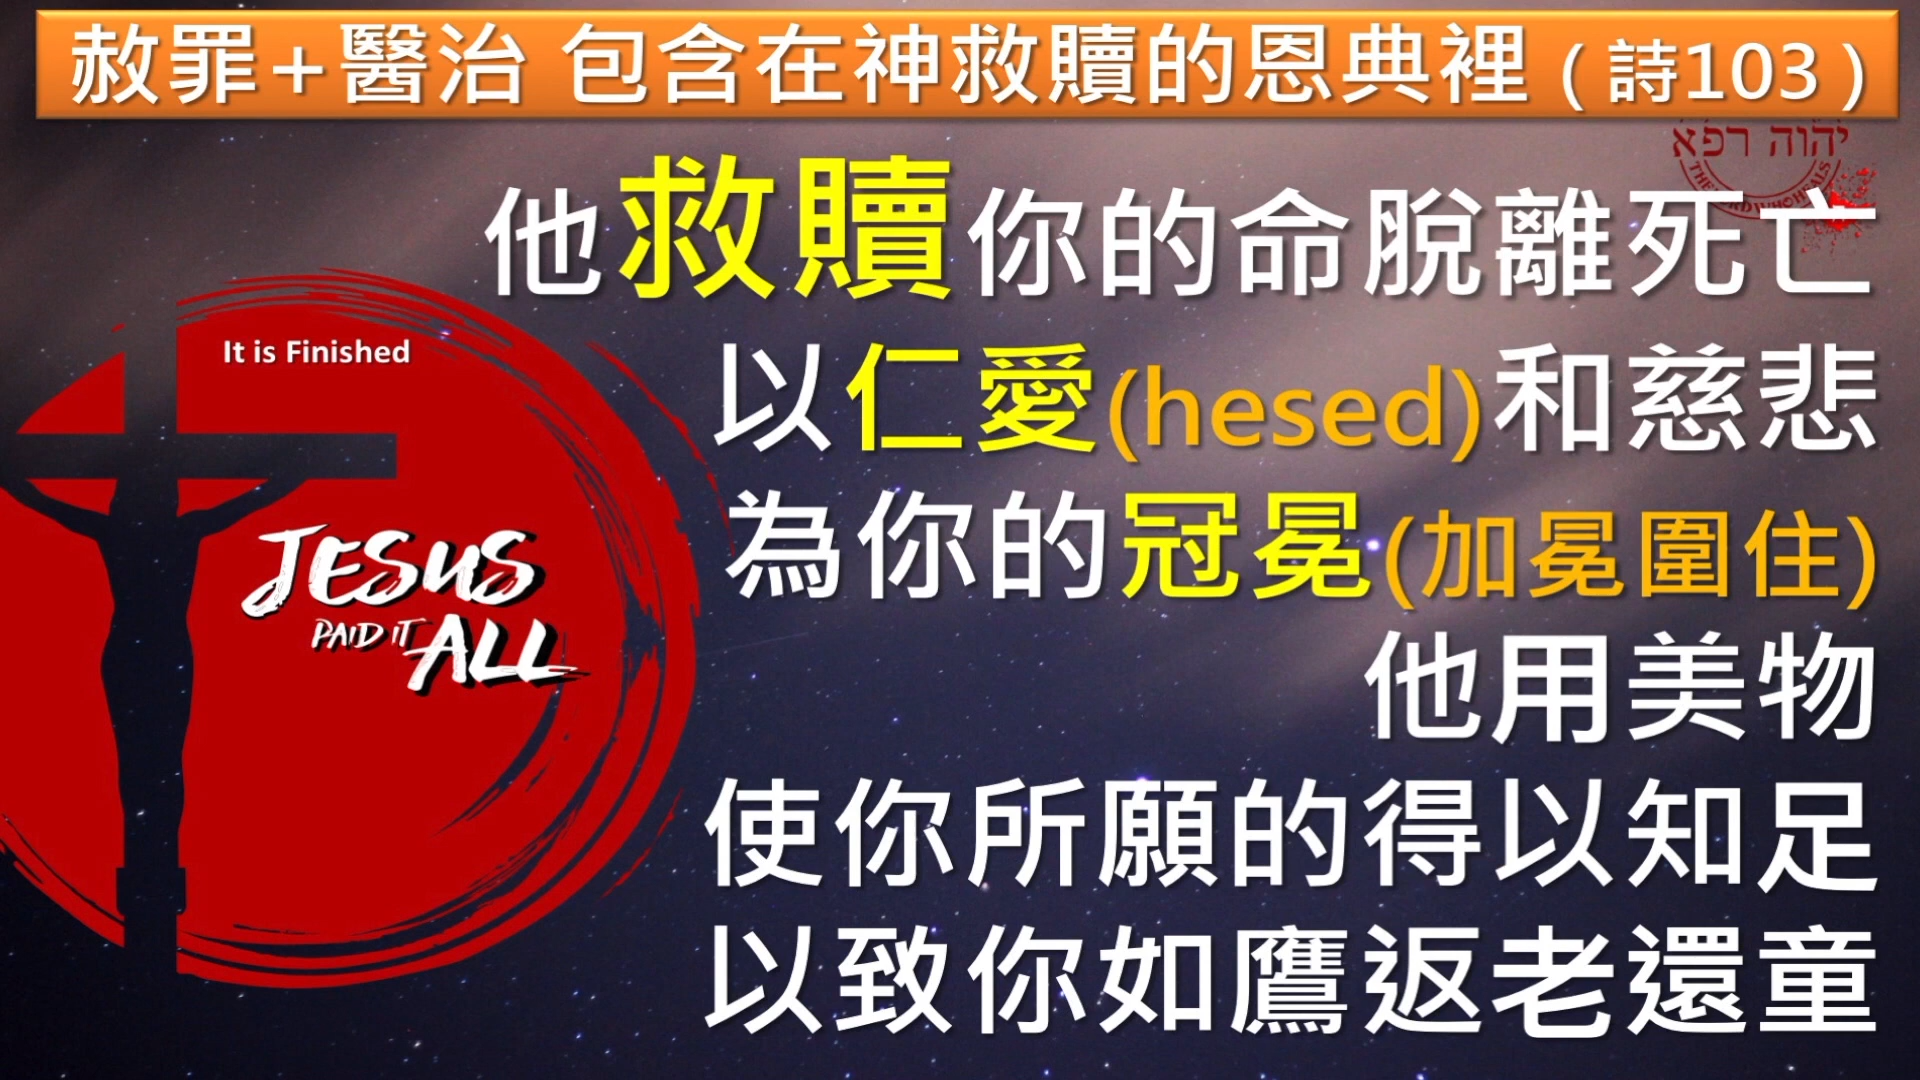 赦罪+醫治 包含在神救贖的恩典裡（詩103）
יהוה רפא
他救贖你的命脫離死亡
以仁愛(hesed)和慈悲
為你的冠冕(加冕圍住)
他用美物
使你所願的得以知足
以致你如鷹返老還童
It is Finished
JESUS
PAID IT ALL